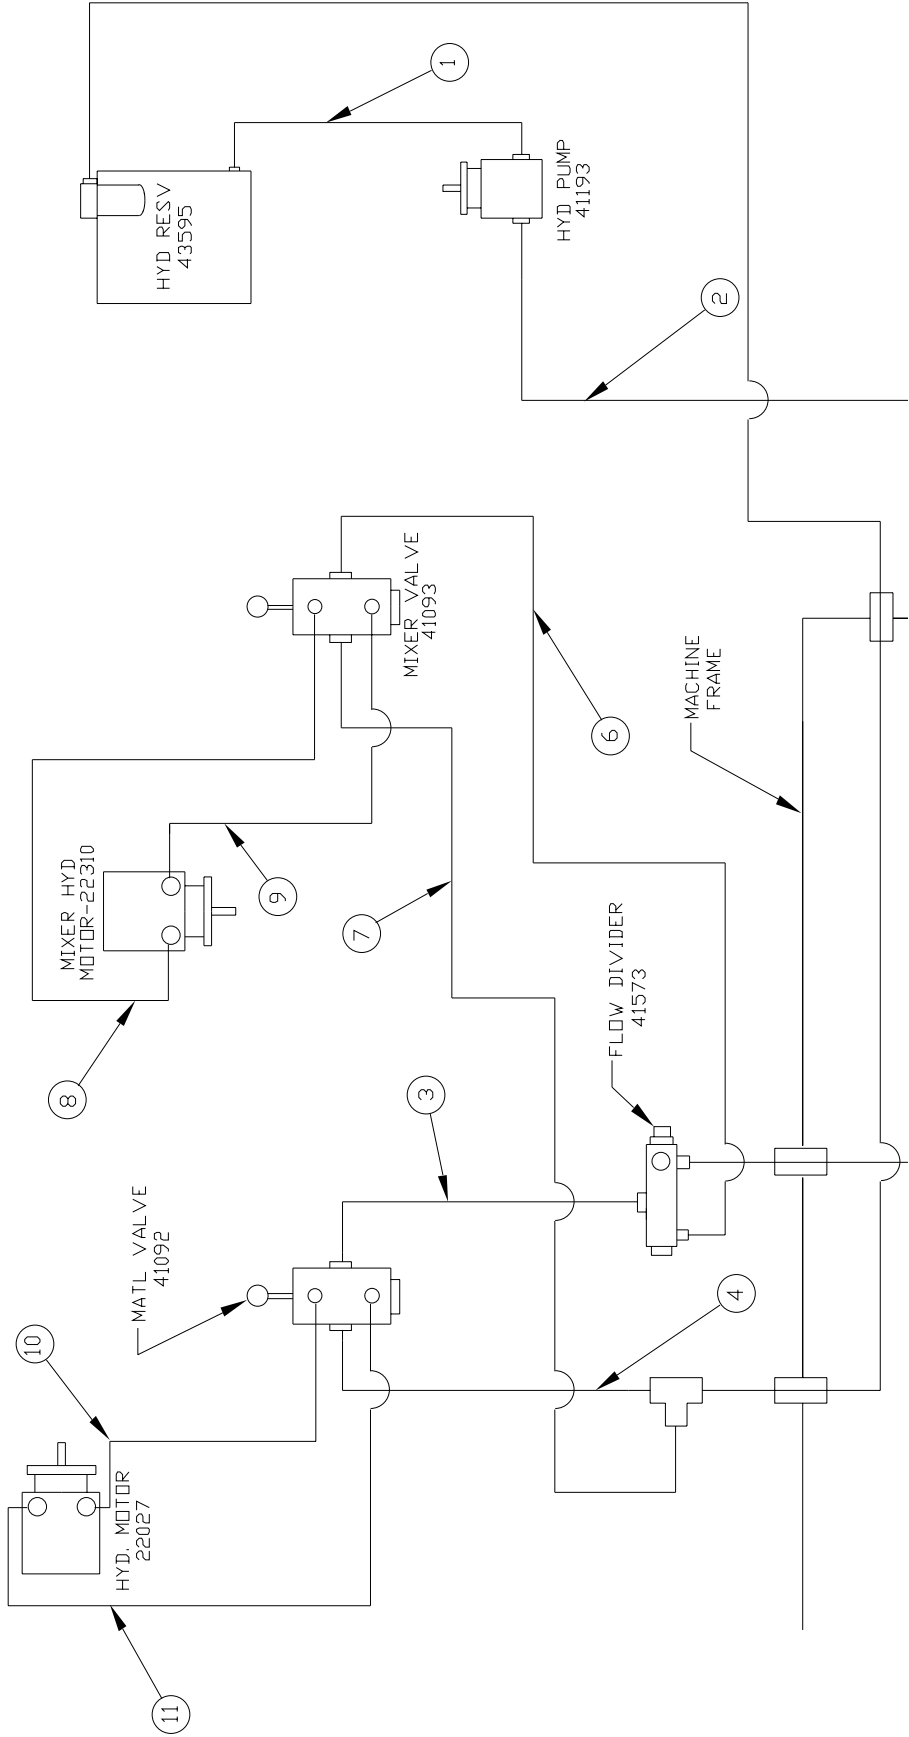 HYD RESV
43595
1
HYD PUMP
41193
2
MIXER VALVE
41093
6
MACHINE
FRAME
MIXER HYD
MOTOR-22310
9
8
7
FLOW DIVIDER
41573
3
MATL VALVE
41092
4
10
HYD. MOTOR
22027
11